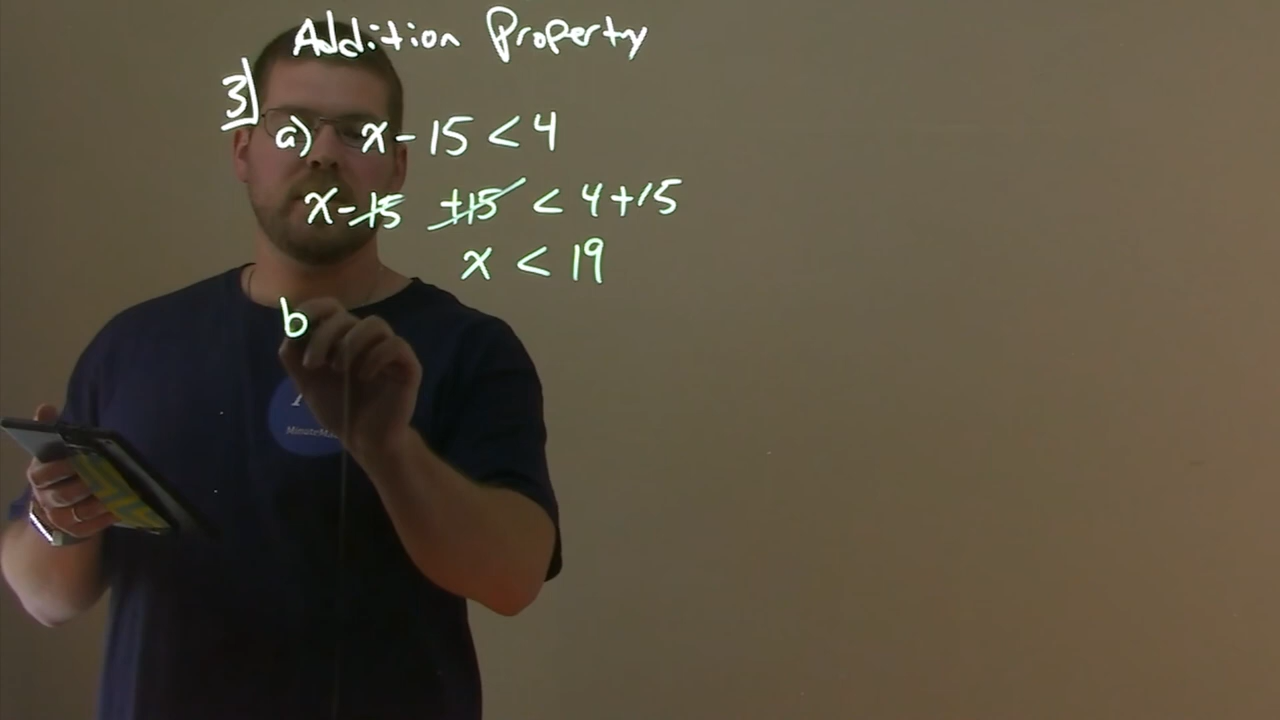 Addition Property
3]
a) x - 15 < 4
x - 15 + 15 < 4 + 15
x < 19
b